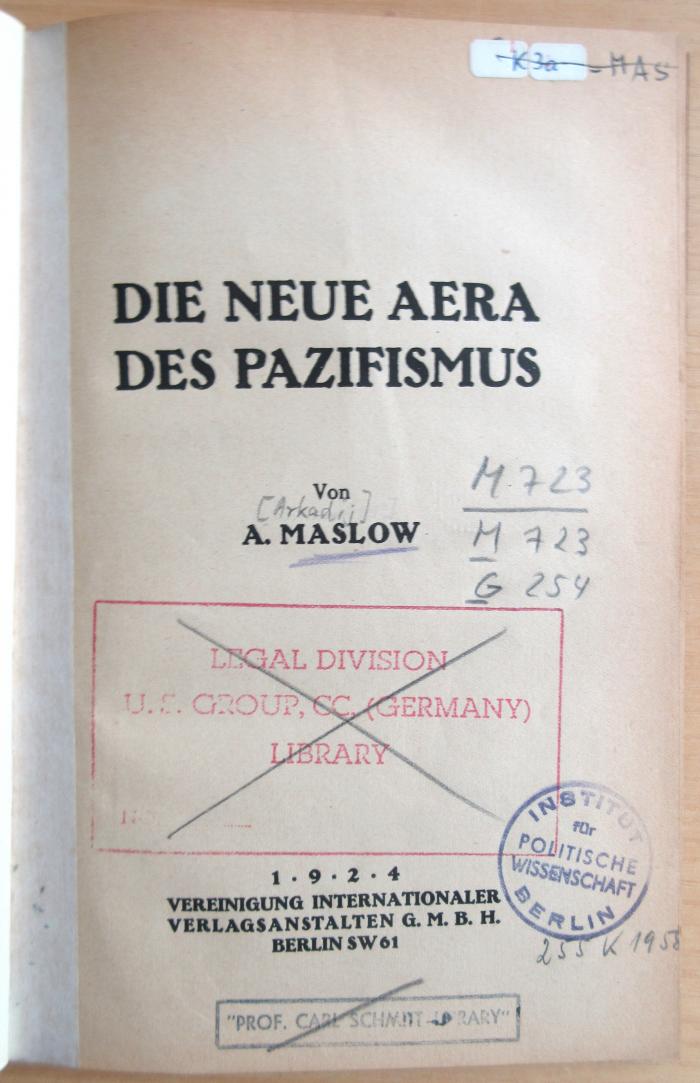 K3a - MAS
DIE NEUE AERA
DES PAZIFISMUS
Von
[Arkadij]
A. MASLOW
M 723
M 723
G 254
LEGAL DIVISION
U. S. GROUP, CC, (GERMANY)
LIBRARY
No.
INSTITUT
für
POLITISCHE
WISSENSCHAFT
BERLIN
1 · 9 · 2 · 4
VEREINIGUNG INTERNATIONALER
VERLAGSANSTALTEN G. M. B. H.
BERLIN SW 61
255 K 1958
"PROF. CARL SCHMITT LIBRARY"